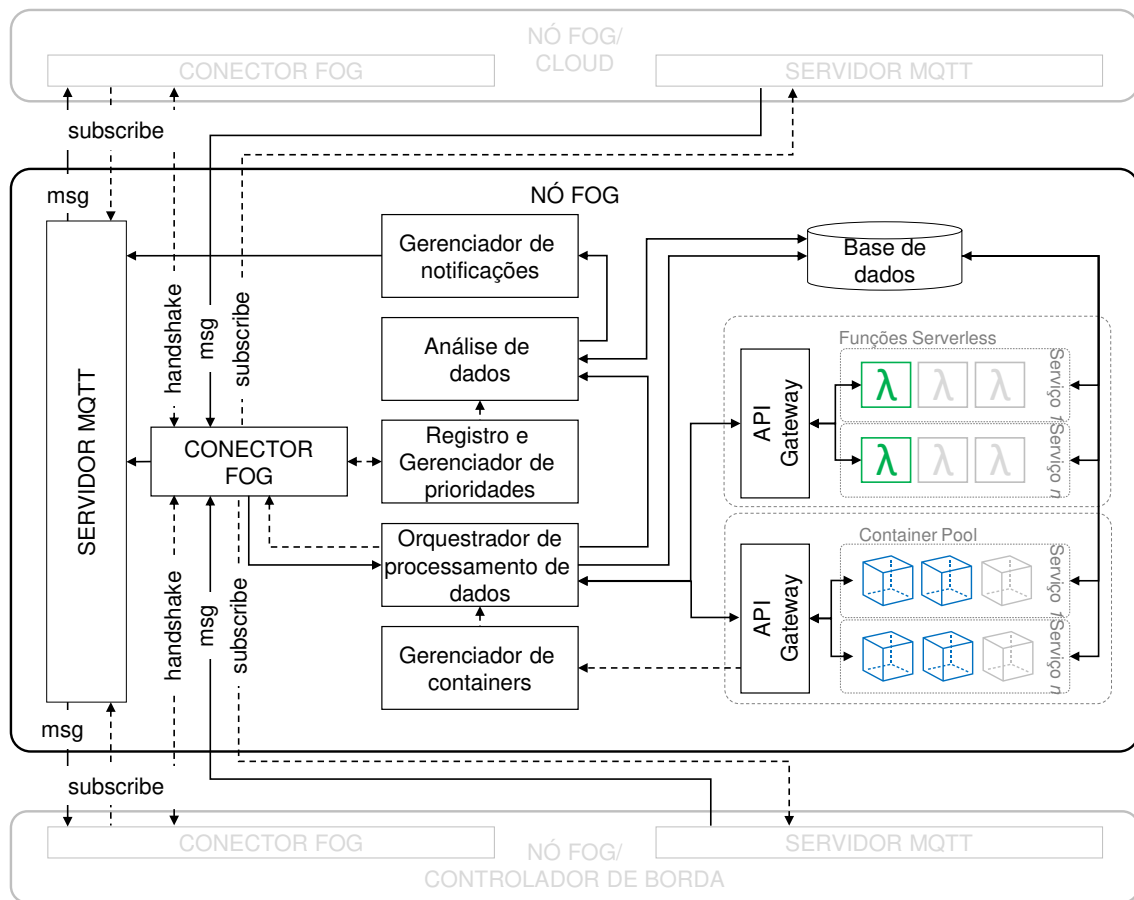 NÓ FOG/
CLOUD
CONECTOR FOG
SERVIDOR MQTT
subscribe
msg
NÓ FOG
handshake
msg
subscribe
SERVIDOR MQTT
CONECTOR
FOG
Gerenciador de
notificações
Análise de
dados
Registro e
Gerenciador de
prioridades
Orquestrador de
processamento de
dados
Gerenciador de
containers
Base de
dados
Funções Serverless
API
Gateway
λ λ λ
Serviço 1
λ λ λ
Serviço n
Container Pool
API
Gateway
Serviço 1
Serviço n
handshake
msg
subscribe
msg
subscribe
CONECTOR FOG
SERVIDOR MQTT
NÓ FOG/
CONTROLADOR DE BORDA